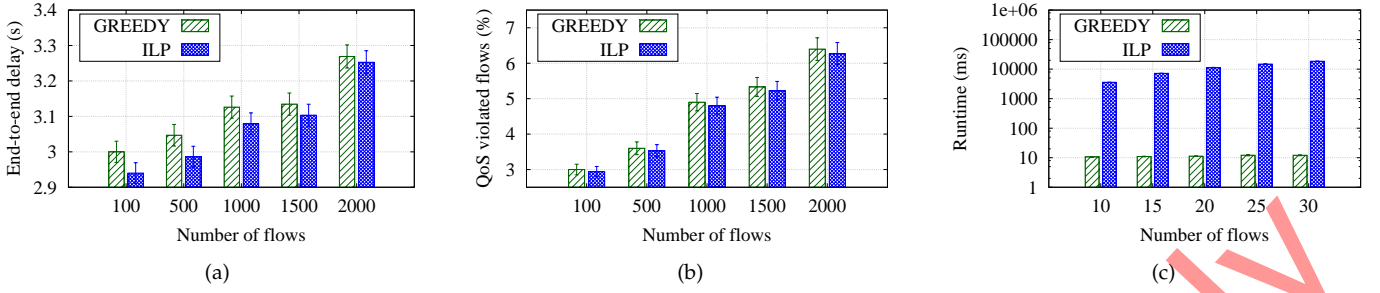 3.4
3.3
3.2
3.1
3
2.9
End-to-end delay (s)
GREEDY
ILP
100 500 1000 1500 2000
Number of flows
(a)
7
6
5
4
3
QoS violated flows (%)
GREEDY
ILP
100 500 1000 1500 2000
Number of flows
(b)
1e+06
100000
10000
1000
100
10
1
Runtime (ms)
GREEDY
ILP
10 15 20 25 30
Number of flows
(c)